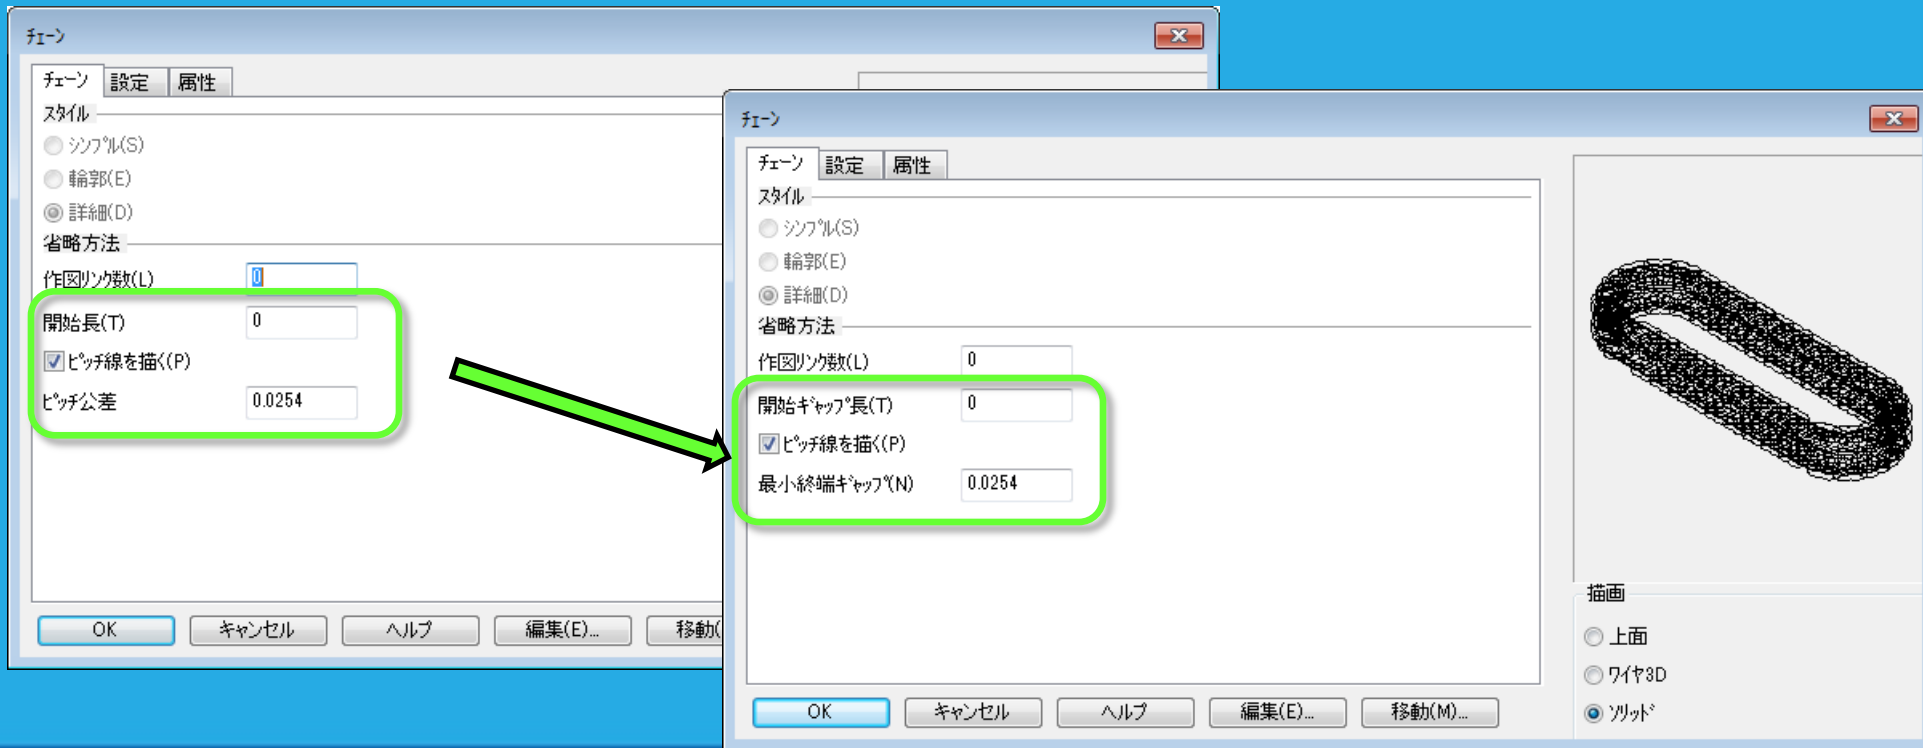 ﾁｪｰﾝ
ﾁｪｰﾝ 設定 属性
ｽﾀｲﾙ
ｼﾝﾌﾟﾙ(S)
輪郭(E)
詳細(D)
省略方法
作図ﾘﾝｸ数(L) 0
開始長(T) 0
ﾋﾟｯﾁ線を描く(P)
ﾋﾟｯﾁ公差 0.0254
OK キャンセル ヘルプ 編集(E)... 移動(
ﾁｪｰﾝ
ﾁｪｰﾝ 設定 属性
ｽﾀｲﾙ
ｼﾝﾌﾟﾙ(S)
輪郭(E)
詳細(D)
省略方法
作図ﾘﾝｸ数(L) 0
開始ｷﾞｬｯﾌﾟ長(T) 0
ﾋﾟｯﾁ線を描く(P)
最小終端ｷﾞｬｯﾌﾟ(N) 0.0254
OK キャンセル ヘルプ 編集(E)... 移動(M)...
描画
上面
ﾜｲﾔ3D
ｿﾘｯﾄﾞ